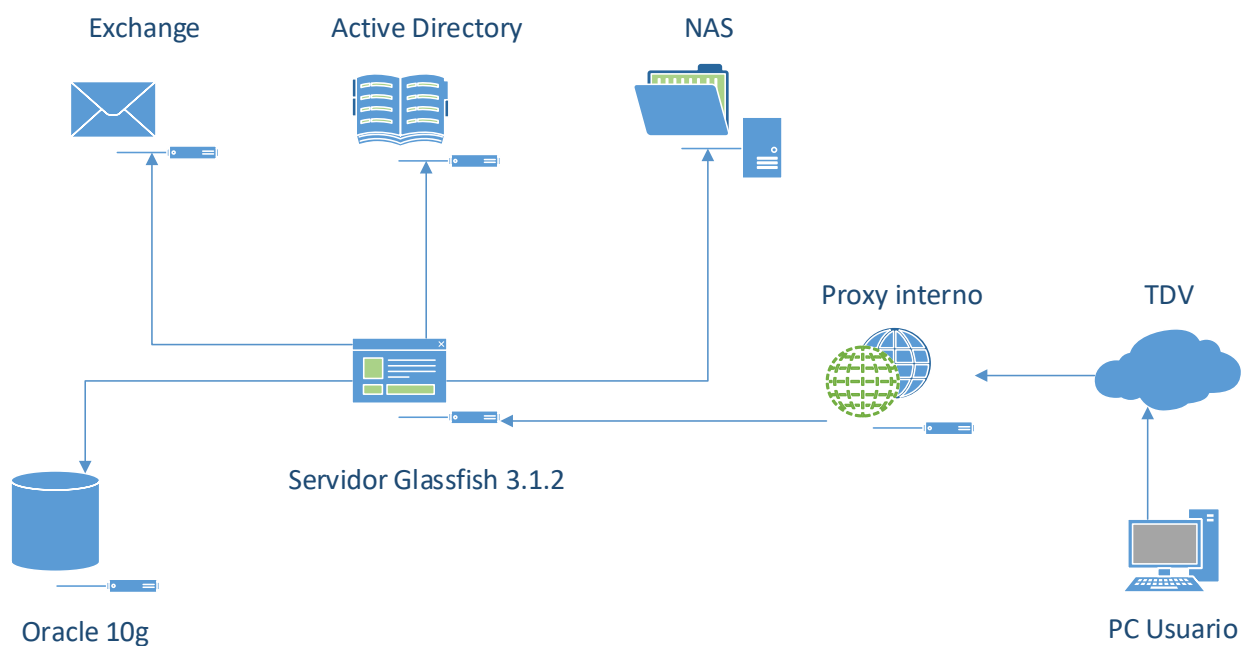 Exchange
Active Directory
NAS
Proxy interno
TDV
Servidor Glassfish 3.1.2
Oracle 10g
PC Usuario